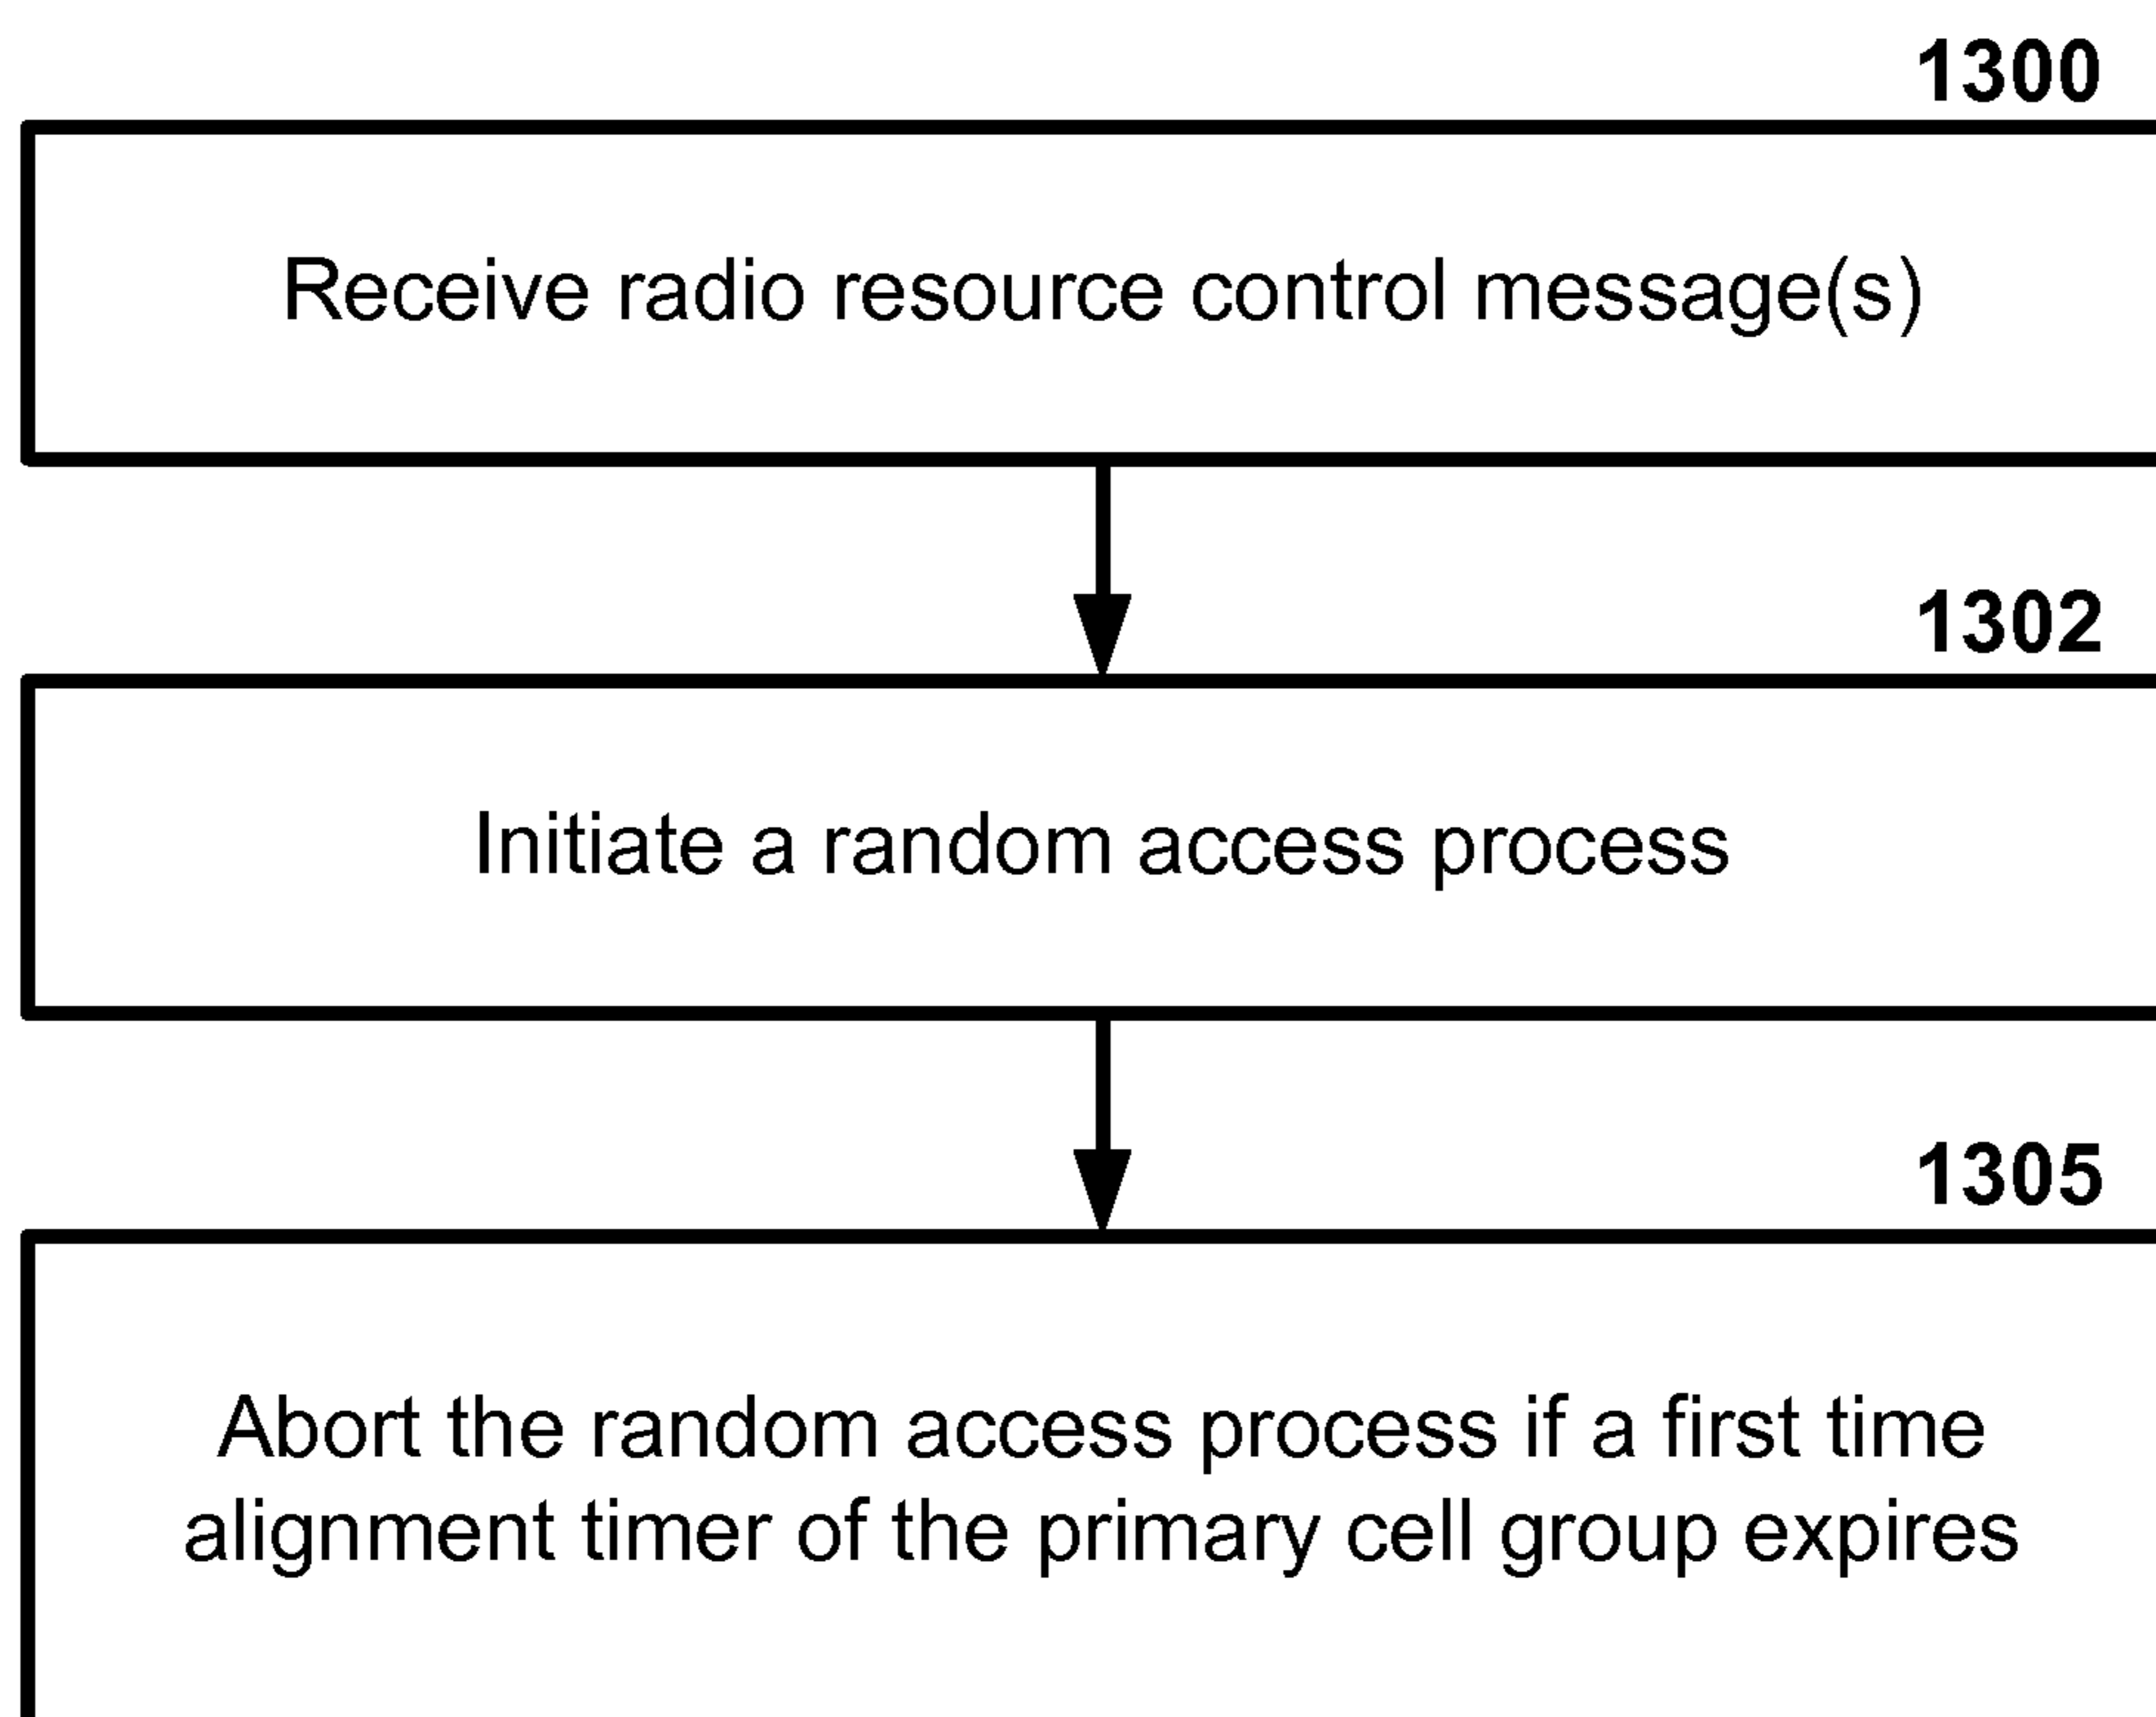 1300
Receive radio resource control message(s)
1302
Initiate a random access process
1305
Abort the random access process if a first time
alignment timer of the primary cell group expires